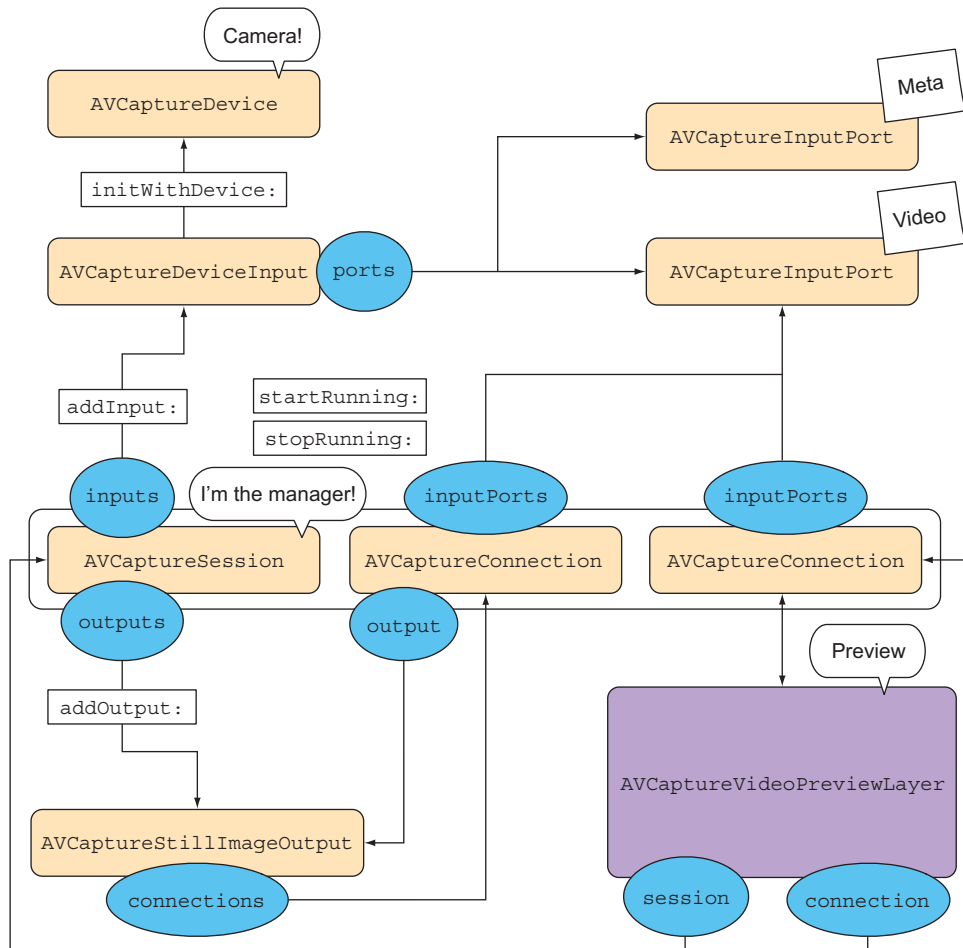 Camera!
AVCaptureDevice
Meta
AVCaptureInputPort
initWithDevice:
Video
AVCaptureDeviceInput
ports
AVCaptureInputPort
addInput:
startRunning:
stopRunning:
inputs
I'm the manager!
inputPorts
inputPorts
AVCaptureSession
AVCaptureConnection
AVCaptureConnection
outputs
output
Preview
addOutput:
AVCaptureVideoPreviewLayer
AVCaptureStillImageOutput
connections
session
connection